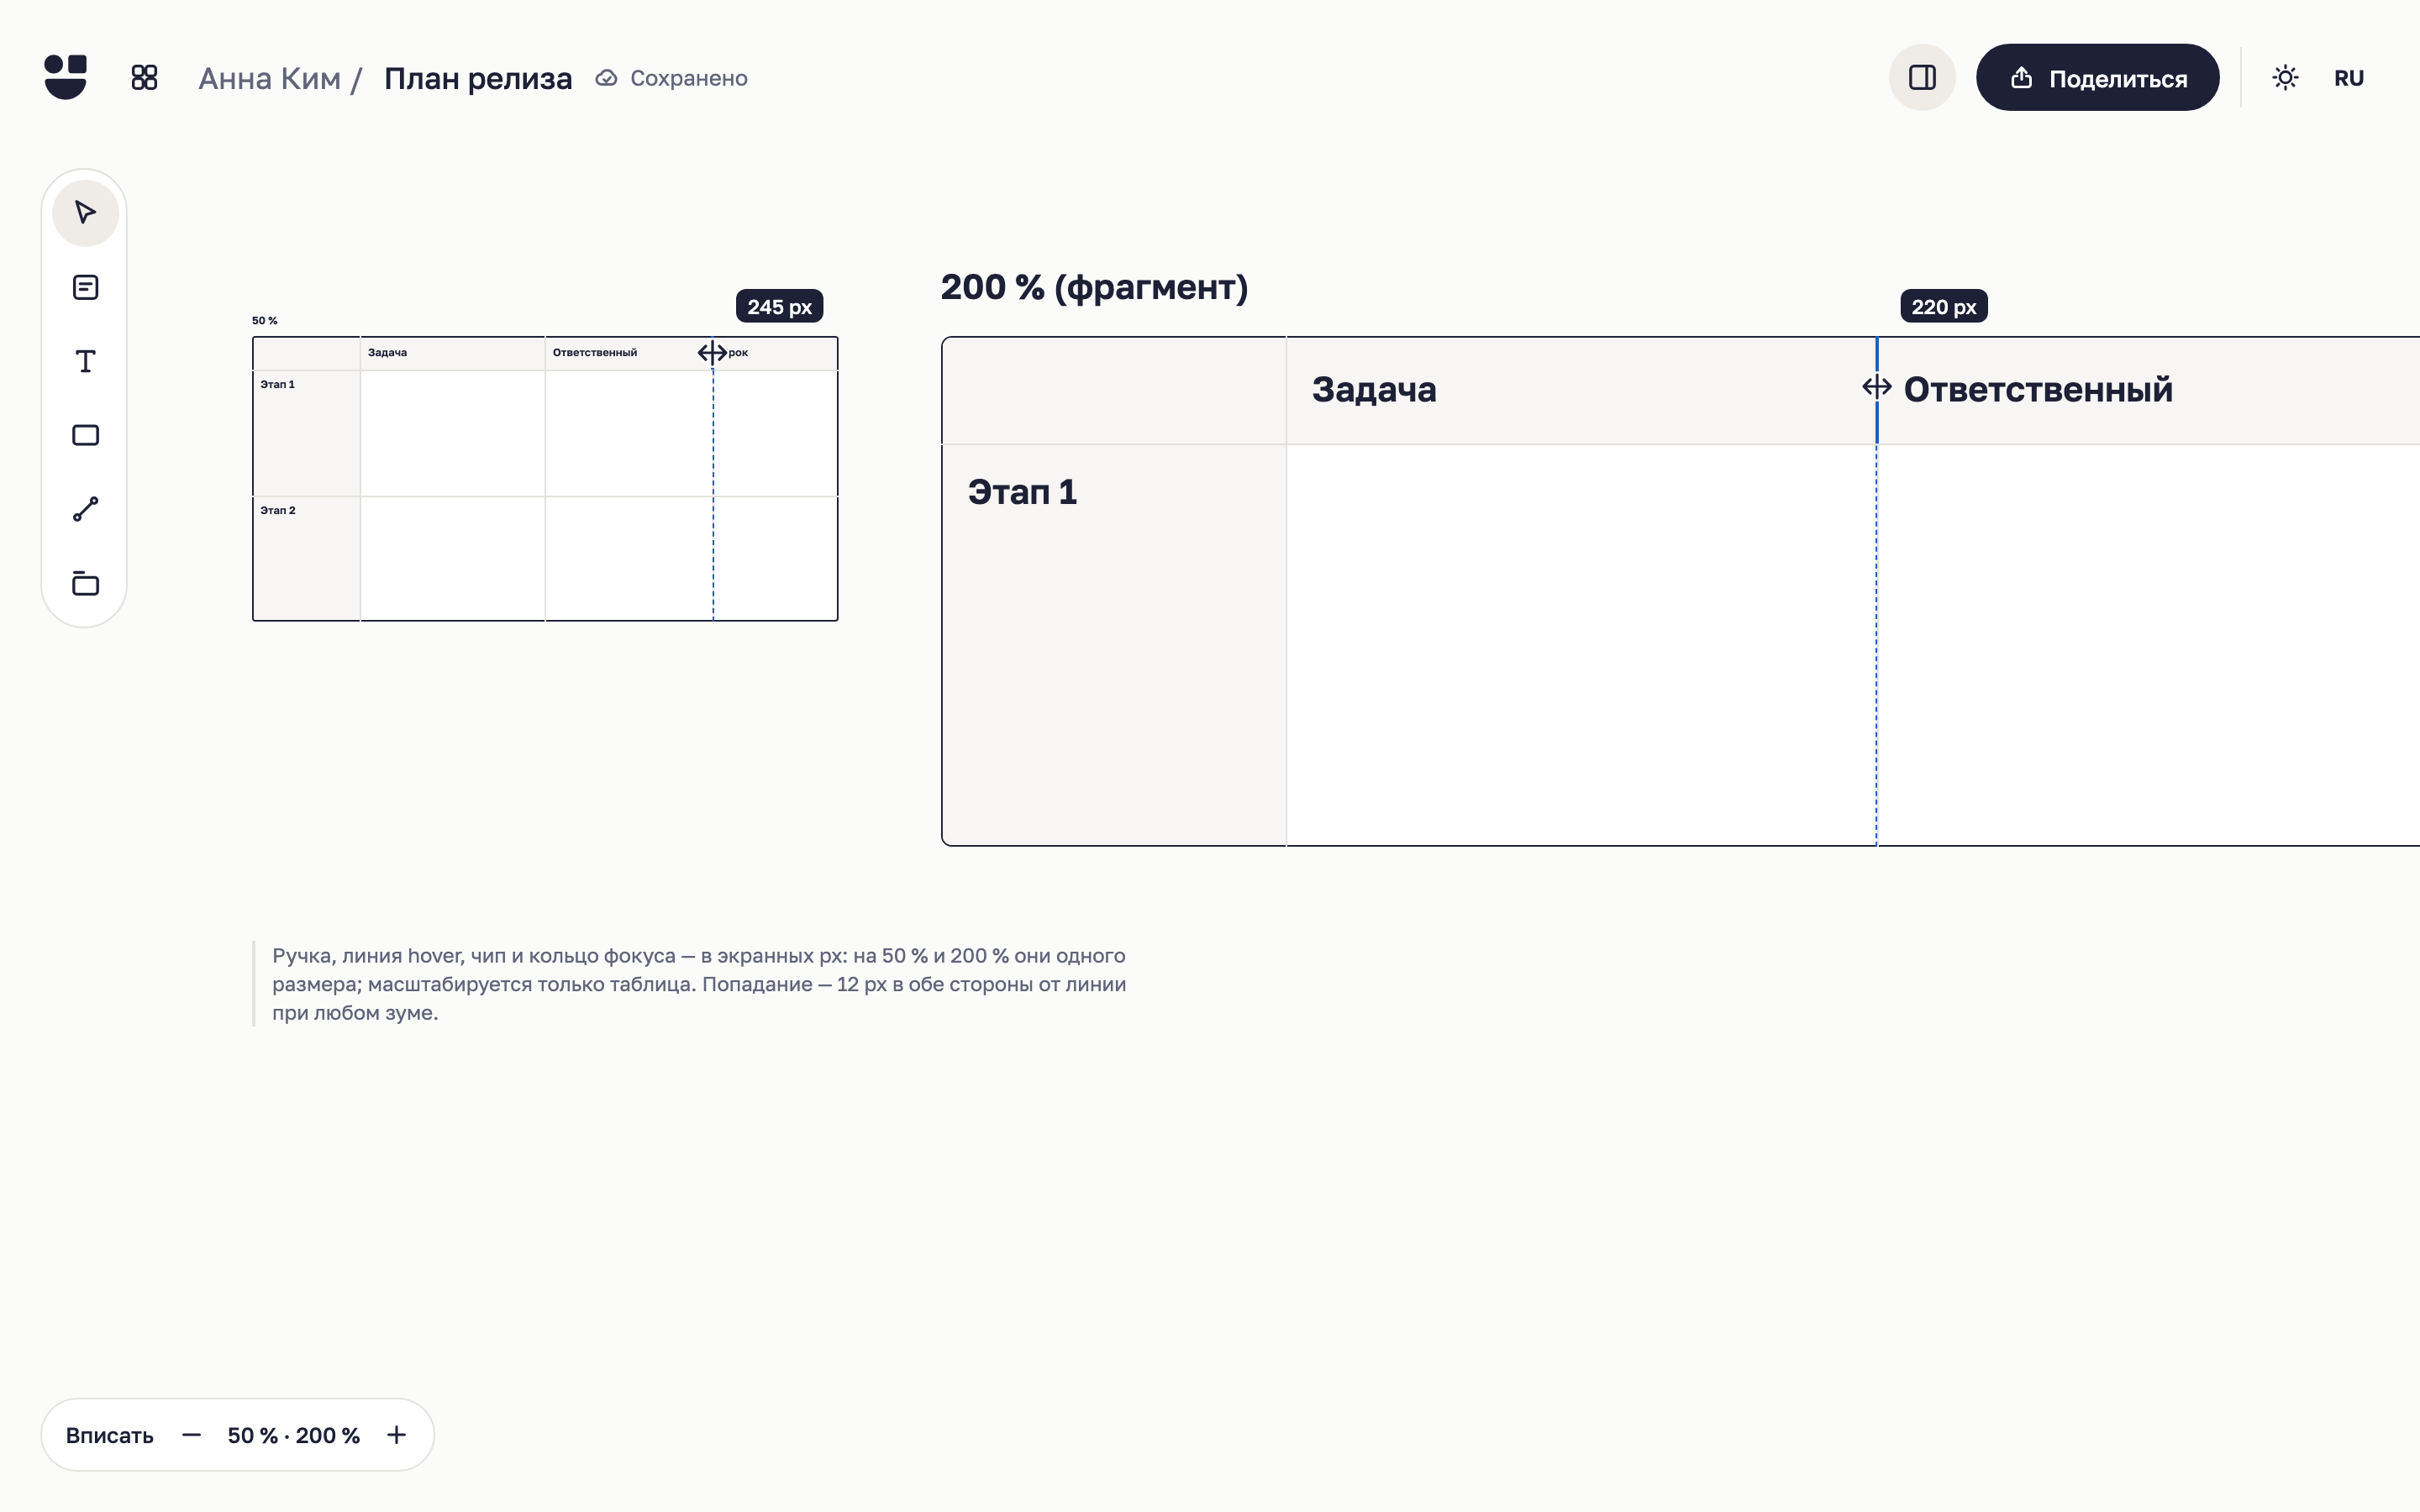 Анна Ким / План релиза Сохранено
Поделиться RU
200 % (фрагмент)
245 px 220 px
50 %
Задача Ответственный рок
Этап 1
Этап 2
Задача Ответственный
Этап 1
Ручка, линия hover, чип и кольцо фокуса — в экранных px: на 50 % и 200 % они одного
размера; масштабируется только таблица. Попадание — 12 px в обе стороны от линии
при любом зуме.
Вписать — 50 % · 200 % +